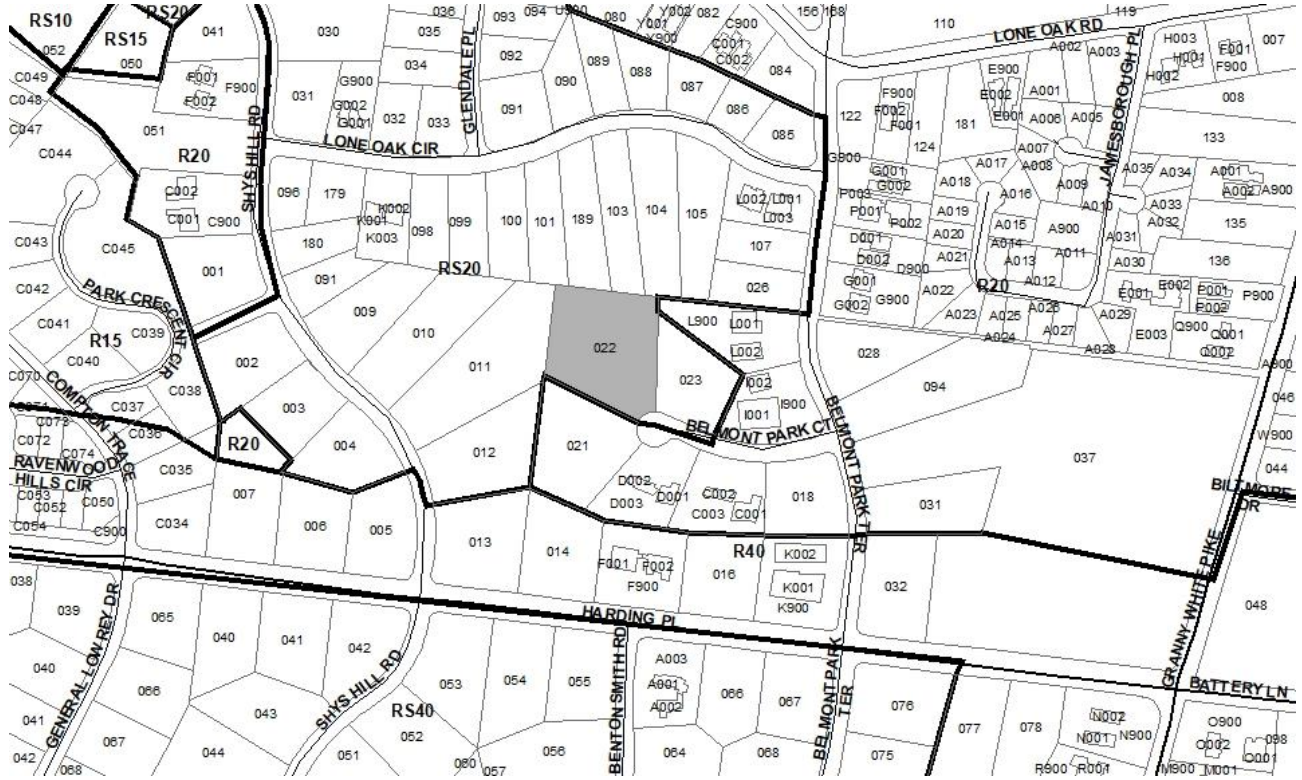 RS10
RS20
RS15
052
050
041
030
036
035
034
GLENDALE PL
093
094
U900
080
Y001
Y002
Y900
082
C900
C001
C002
156
168
110
LONE OAK RD
119
H003
H001
H002
F001
F900
007
C049
C048
C047
C044
051
R20
F001
F002
F900
SHYS HILL RD
031
G900
G002
G001
032
033
092
091
090
089
088
087
086
084
085
122
F900
F002
F001
124
181
E900
E002
E001
A002
A003
A001
A006
A005
JAMESBOROUGH PL
008
133
LONE OAK CIR
C002
C001
C900
096
179
180
K002
K001
K003
098
099
100
101
189
103
104
105
L002
L001
L003
107
026
G900
G001
G002
P003
P001
P002
D001
D002
D900
G001
G002
G900
A017
A007
A008
A018
A016
A009
A010
A019
A020
A021
A022
A023
A015
A014
A013
A012
A900
A011
R20
A024
A025
A026
A027
A028
A035
A034
A033
A032
A031
A030
A029
A001
A002
A900
135
136
E001
E002
E003
P001
P002
P900
Q900
Q001
Q002
C043
C042
C041
C040
C045
001
PARK CRESCENT CIR
C039
R15
C038
C070
C071
COMPTON TRACE
C037
C036
C073
C072
C074
RAVENWOOD
HILLS CIR
C053
C052
C050
C054
C900
C035
C034
091
009
010
011
RS20
002
003
004
R20
022
L900
L001
L002
023
I002
I001
I900
BELMONT PARK CT
BELMONT PARK TER
028
094
037
A900
046
W900
044
BILTMORE
DR
007
006
005
012
013
014
021
D002
D001
D003
C002
C003
C001
018
031
R40
K002
K001
K900
F001
F002
F900
016
032
GRANNY WHITE PIKE
048
038
039
040
041
042
GENERAL LOWREY DR
065
066
067
068
040
041
042
043
044
HARDING PL
SHYS HILL RD
RS40
051
052
053
054
055
056
060
057
BENTON SMITH RD
A003
A001
A002
064
066
067
068
BELMONT PARK
TER
076
075
077
078
BATTERY LN
N002
N001
N900
R900
R001
O900
O002
O001
098
M900
M001